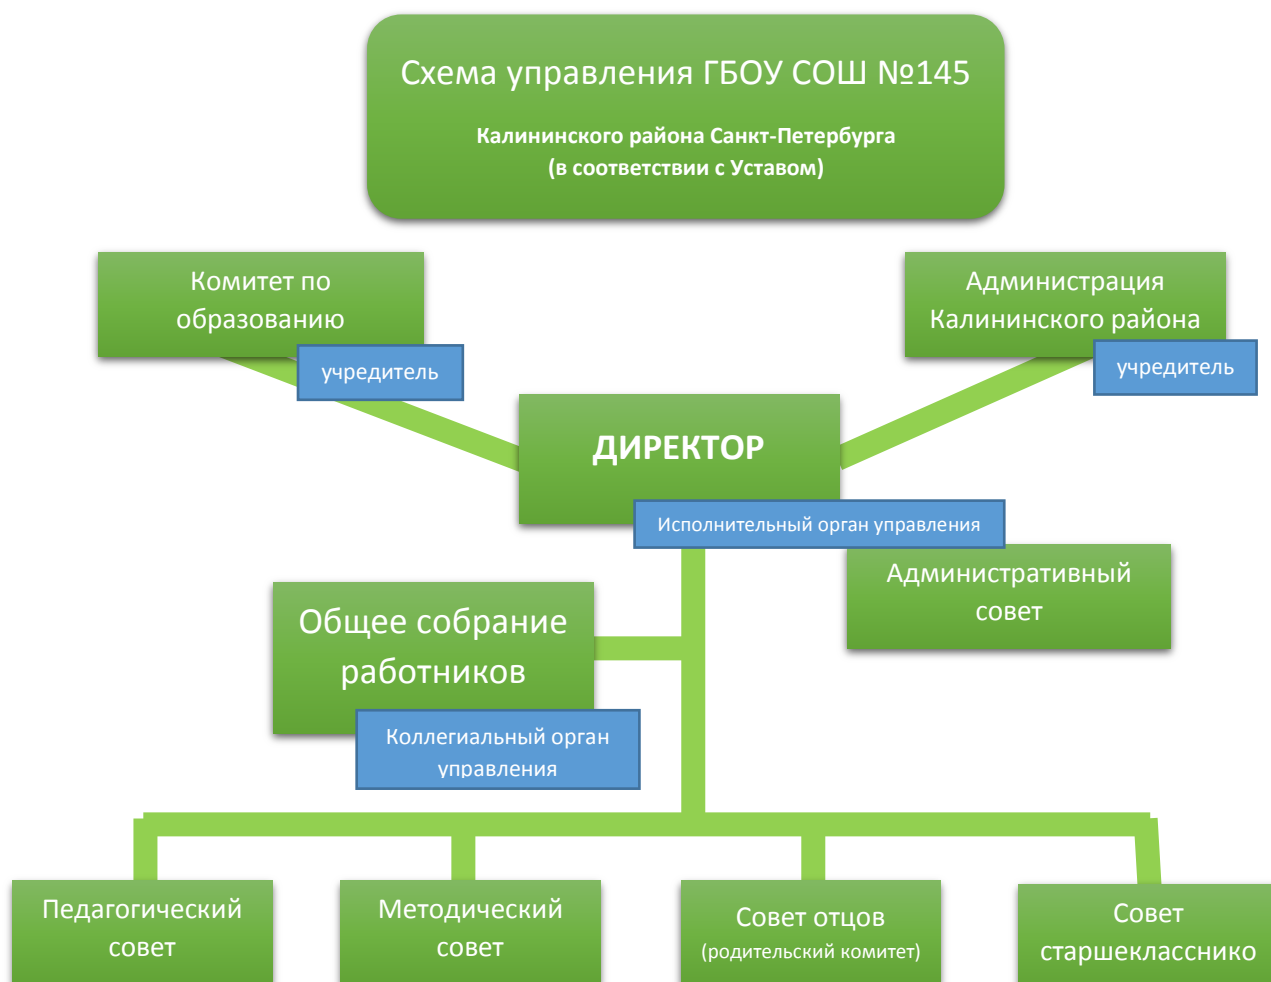 Схема управления ГБОУ СОШ №145
Калининского района Санкт-Петербурга
(в соответствии с Уставом)
Комитет по
образованию
учредитель
Администрация
Калининского района
учредитель
ДИРЕКТОР
Исполнительный орган управления
Административный
совет
Общее собрание
работников
Коллегиальный орган
управления
Педагогический
совет
Методический
совет
Совет отцов
(родительский комитет)
Совет
старшекласснико